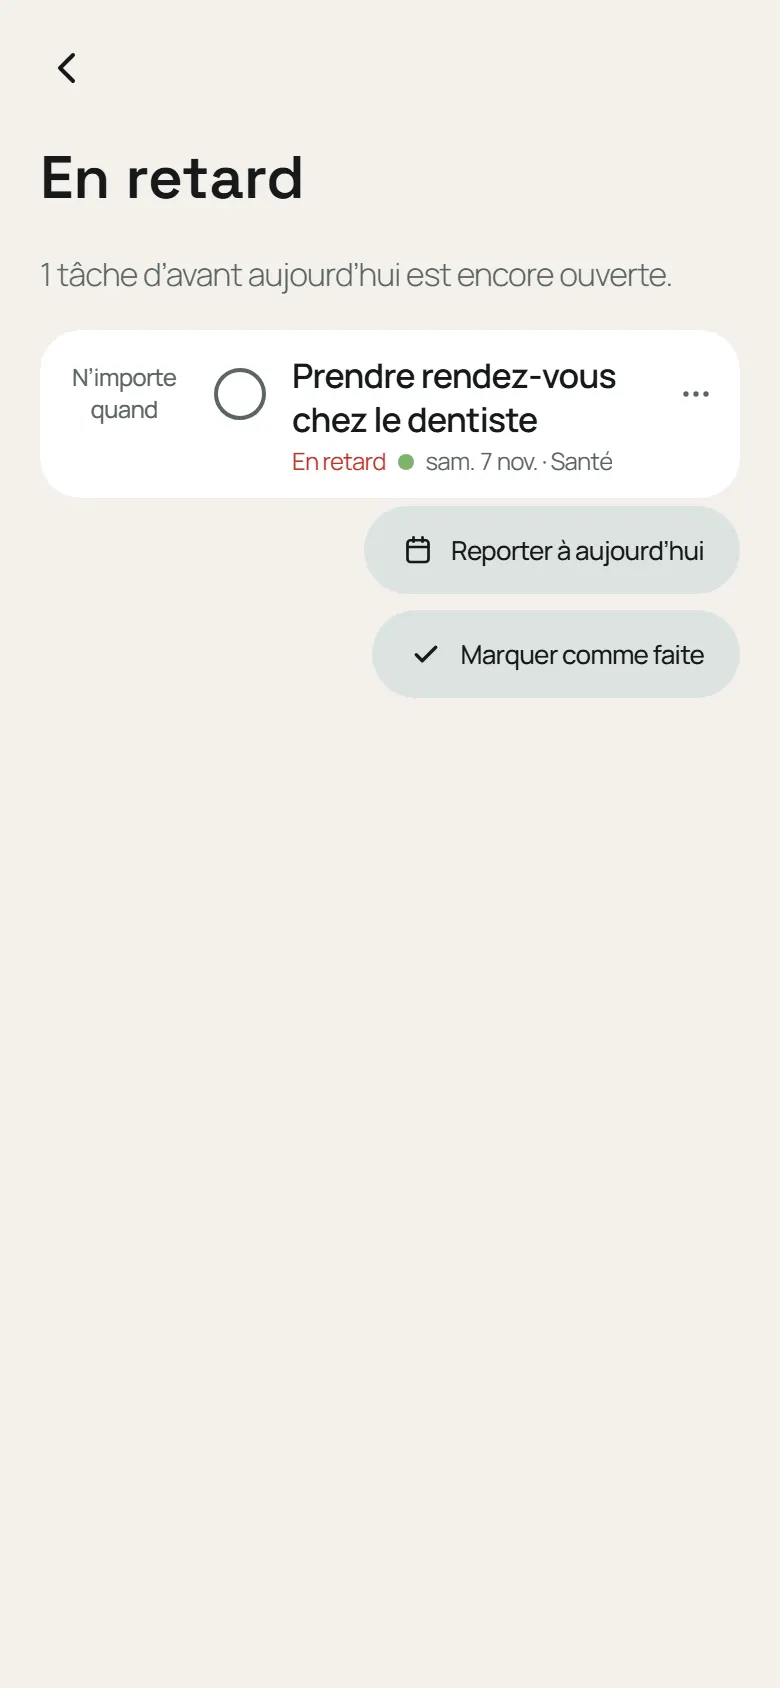 En retard
1 tâche d’avant aujourd’hui est encore ouverte.
N’importe
quand
Prendre rendez-vous
chez le dentiste
En retard sam. 7 nov. · Santé
Reporter à aujourd’hui
Marquer comme faite